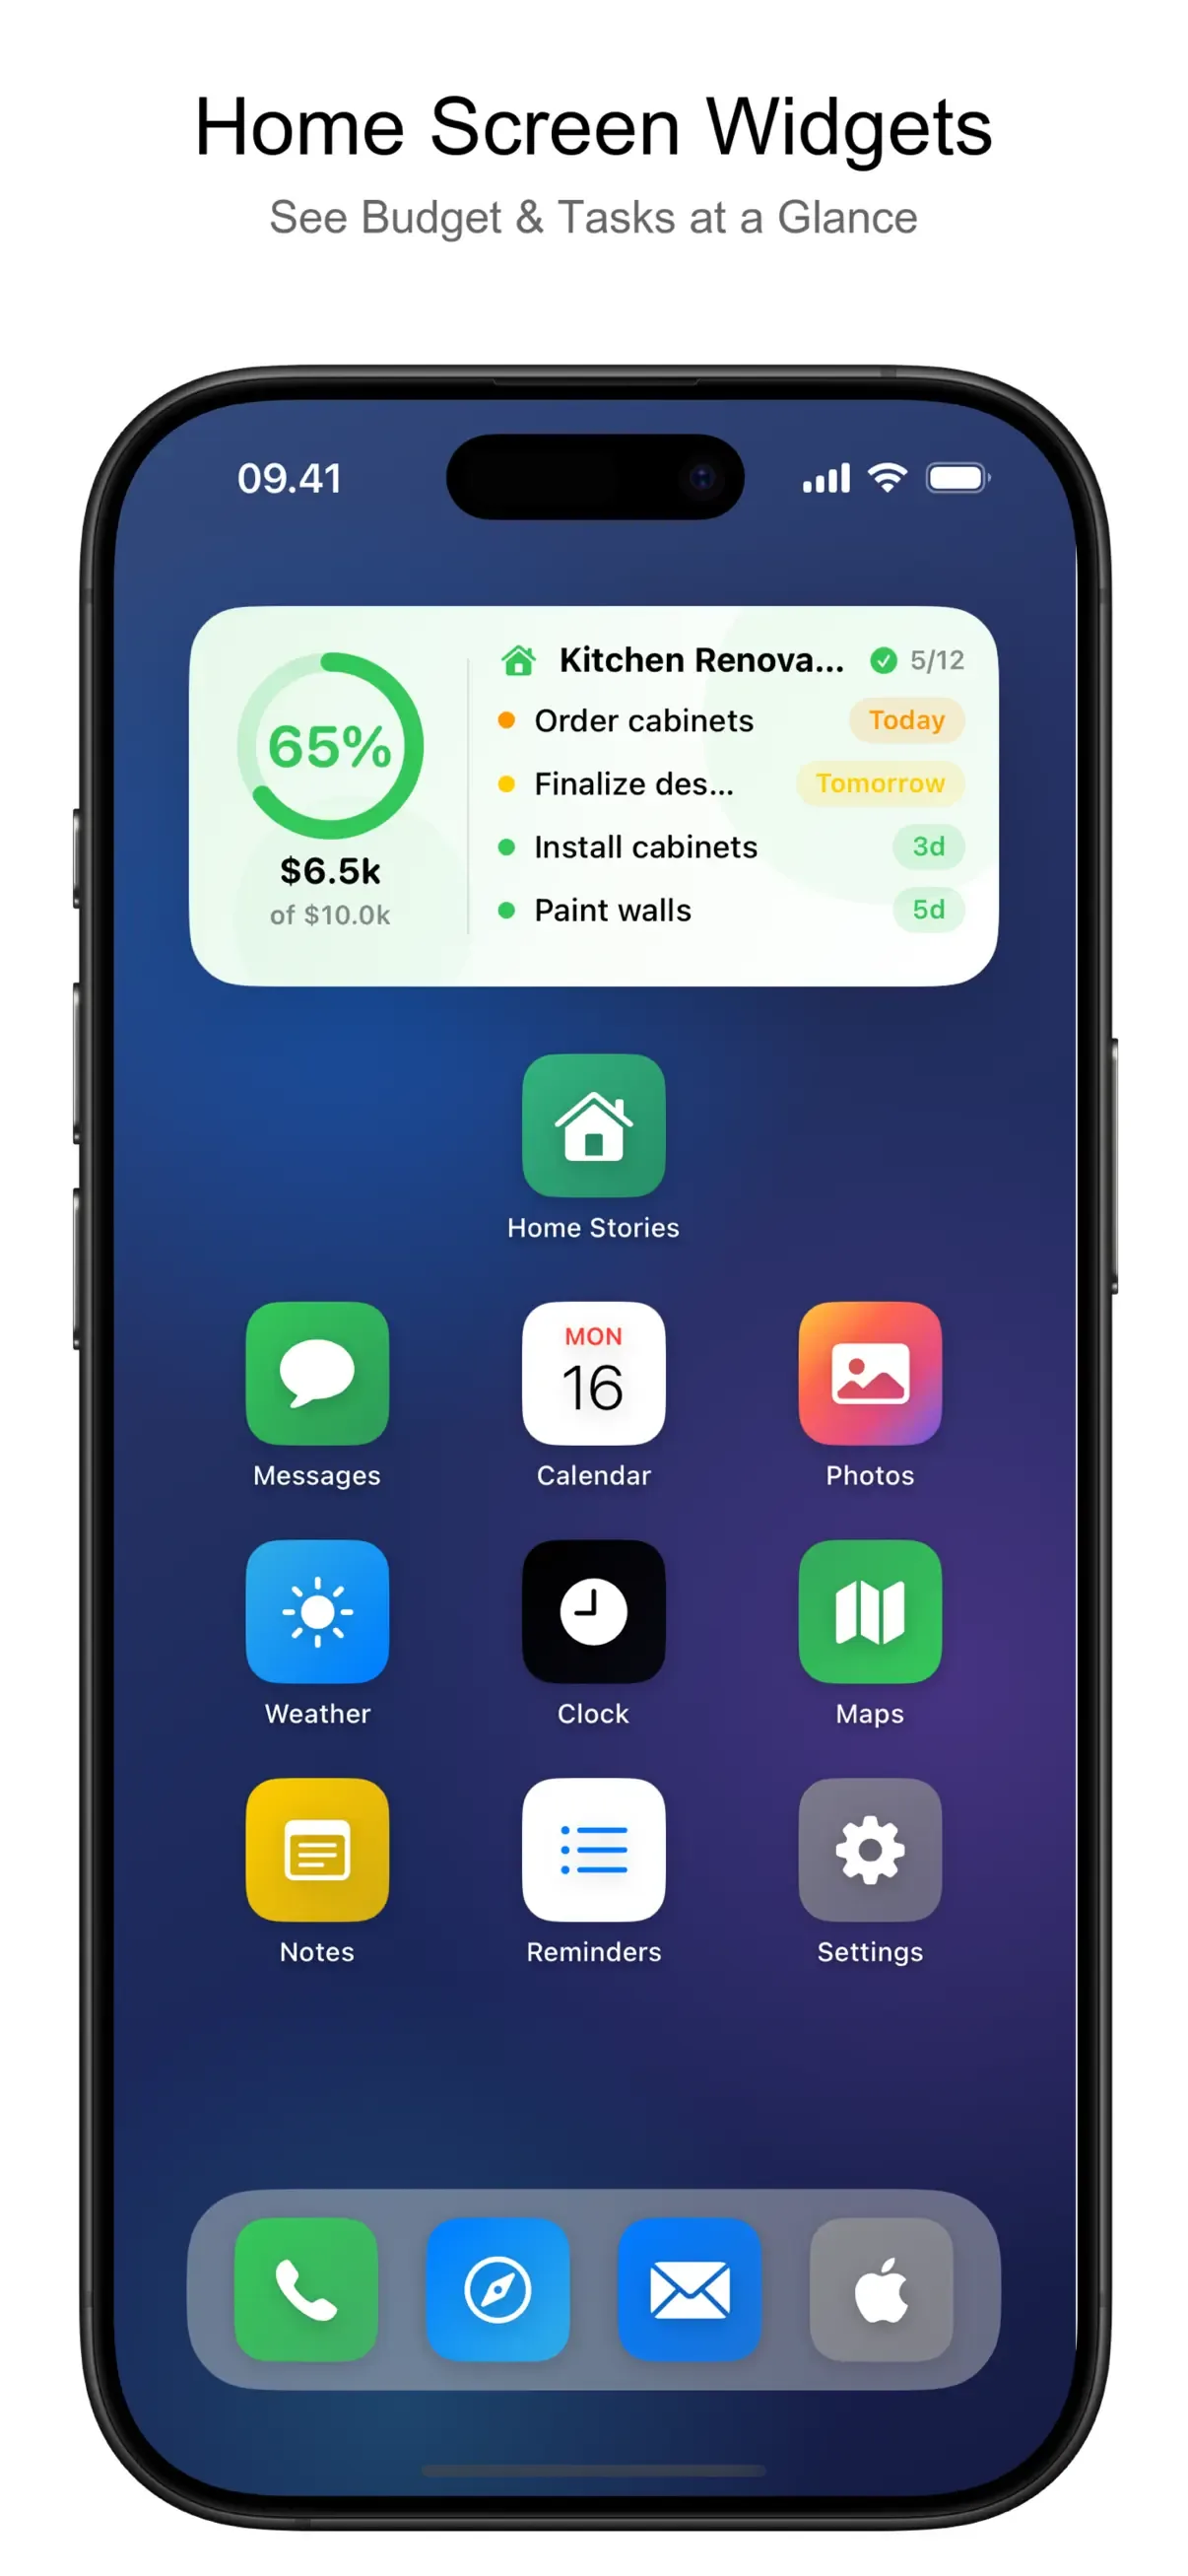 Home Screen Widgets
See Budget & Tasks at a Glance
09.41
65%
$6.5k
of $10.0k
Kitchen Renova... 5/12
Order cabinets Today
Finalize des... Tomorrow
Install cabinets 3d
Paint walls 5d
Home Stories
MON
16
Messages Calendar Photos
Weather Clock Maps
Notes Reminders Settings